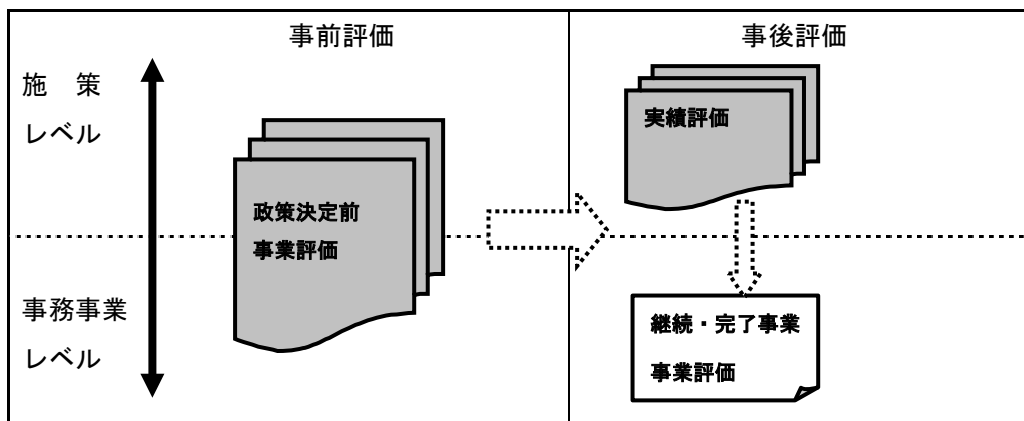 事前評価
事後評価
施　策
レベル
実績評価
政策決定前
事業評価
事務事業
レベル
継続・完了事業
事業評価